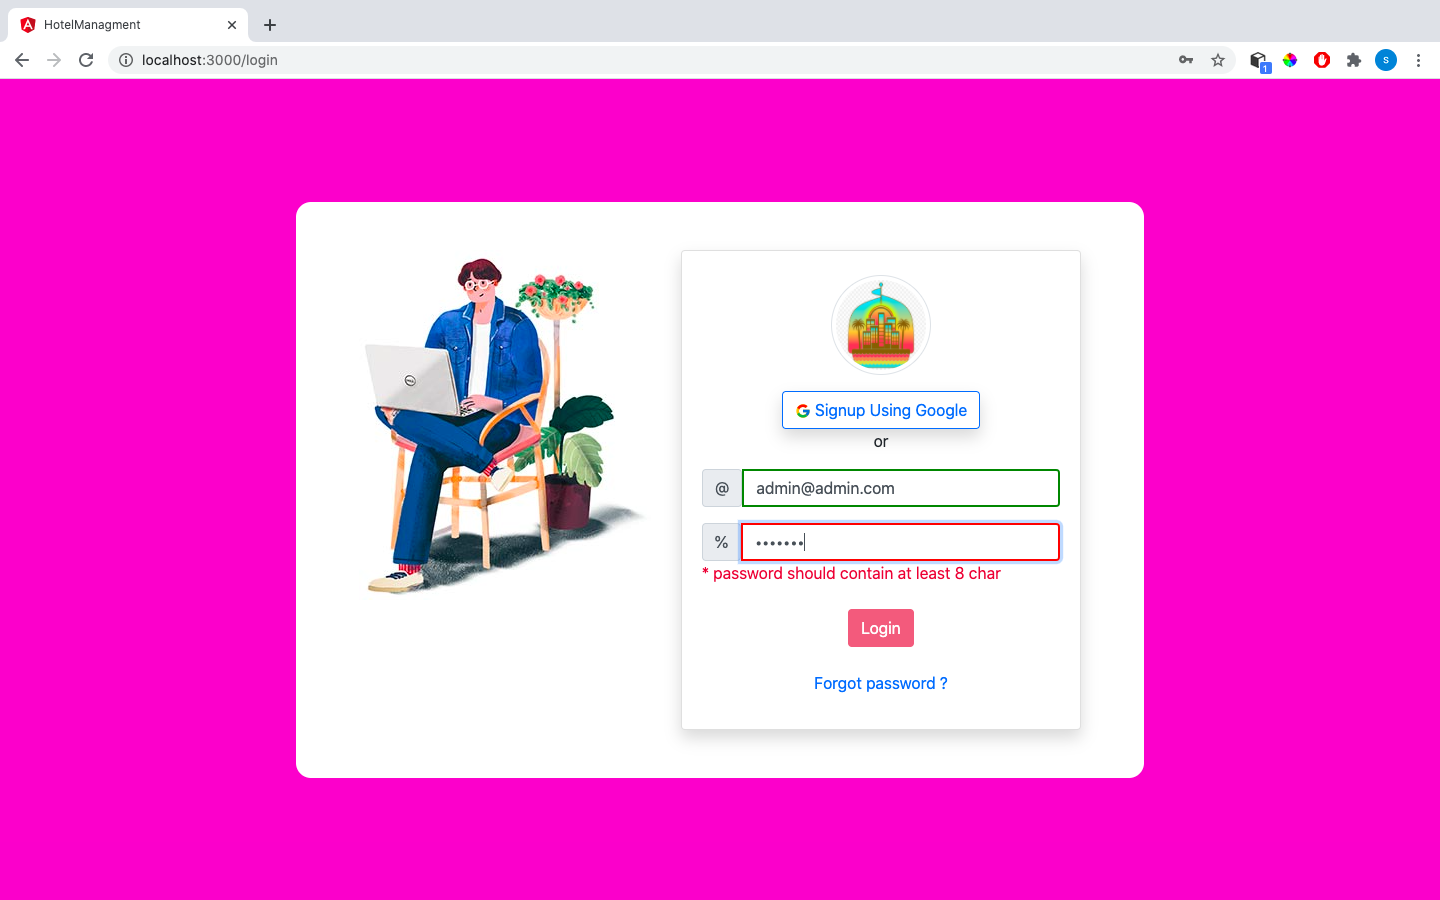 HotelManagment
localhost:3000/login
1
s
Signup Using Google
or
@ admin@admin.com
% •••••••
* password should contain at least 8 char
Login
Forgot password ?